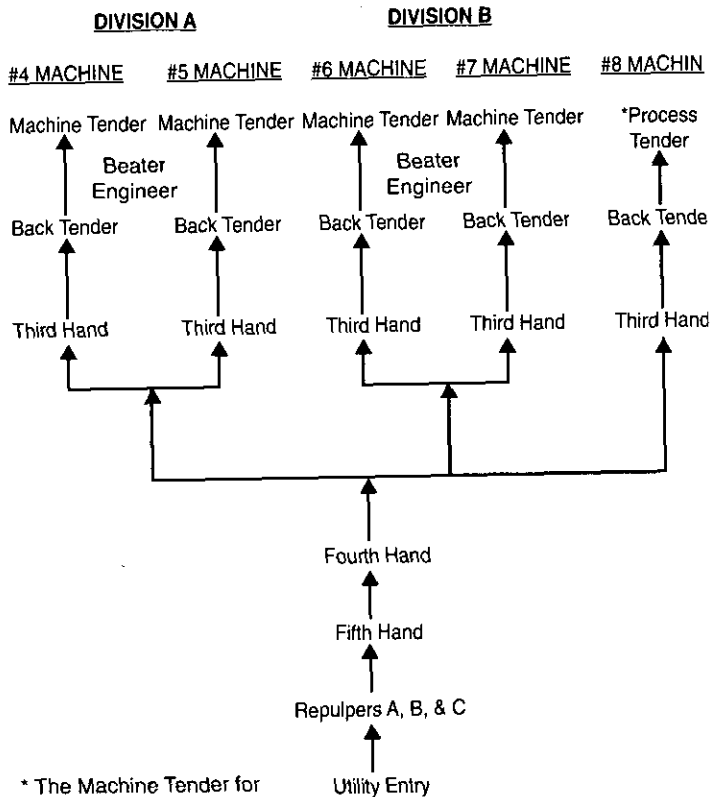 DIVISION A DIVISION B
#4 MACHINE #5 MACHINE #6 MACHINE #7 MACHINE #8 MACHIN
Machine Tender Machine Tender Machine Tender Machine Tender *Process
Tender
Beater Beater
Engineer Engineer
Back Tender Back Tender Back Tender Back Tender Back Tende
Third Hand Third Hand Third Hand Third Hand Third Hand
Fourth Hand
Fifth Hand
Repulpers A, B, & C
* The Machine Tender for Utility Entry